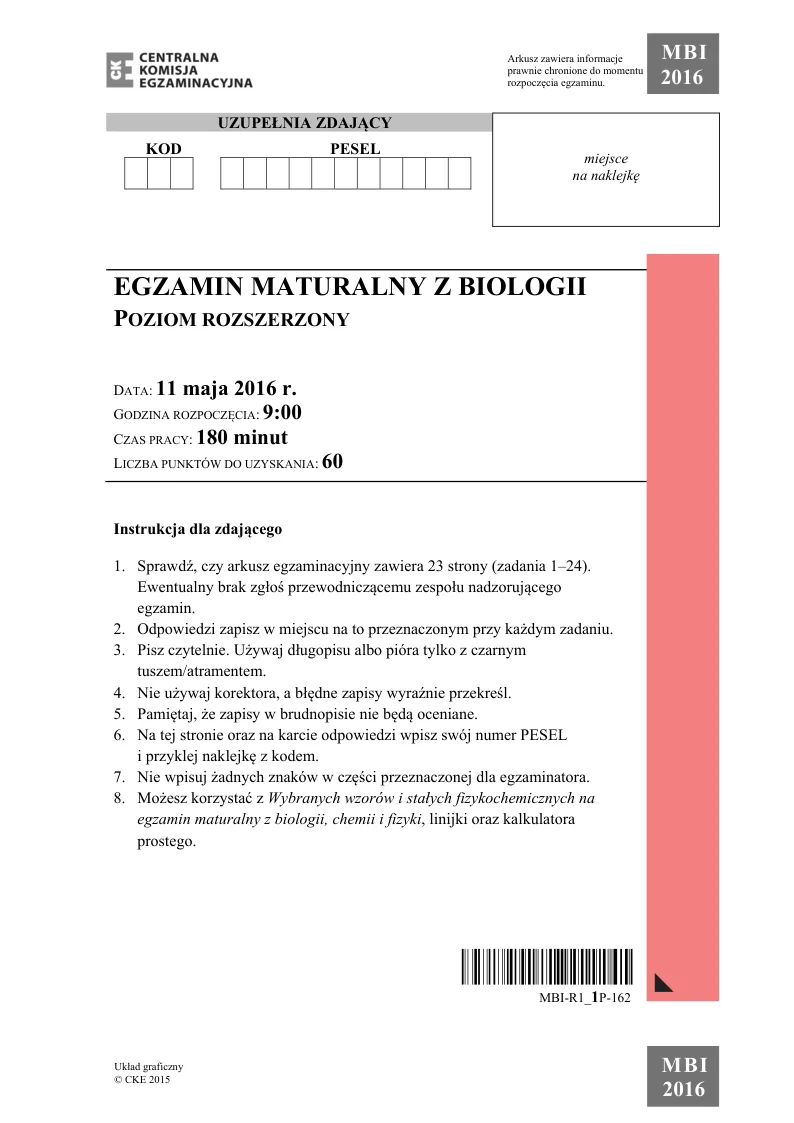 CENTRALNA
KOMISJA
EGZAMINACYJNA
CKE
Arkusz zawiera informacje
prawnie chronione do momentu
rozpoczęcia egzaminu.
MBI
2016
UZUPEŁNIA ZDAJĄCY
KOD
PESEL
miejsce
na naklejkę
EGZAMIN MATURALNY Z BIOLOGII
POZIOM ROZSZERZONY
DATA: 11 maja 2016 r.
GODZINA ROZPOCZĘCIA: 9:00
CZAS PRACY: 180 minut
LICZBA PUNKTÓW DO UZYSKANIA: 60
Instrukcja dla zdającego
1. Sprawdź, czy arkusz egzaminacyjny zawiera 23 strony (zadania 1–24).
Ewentualny brak zgłoś przewodniczącemu zespołu nadzorującego
egzamin.
2. Odpowiedzi zapisz w miejscu na to przeznaczonym przy każdym zadaniu.
3. Pisz czytelnie. Używaj długopisu albo pióra tylko z czarnym
tuszem/atramentem.
4. Nie używaj korektora, a błędne zapisy wyraźnie przekreśl.
5. Pamiętaj, że zapisy w brudnopisie nie będą oceniane.
6. Na tej stronie oraz na karcie odpowiedzi wpisz swój numer PESEL
i przyklej naklejkę z kodem.
7. Nie wpisuj żadnych znaków w części przeznaczonej dla egzaminatora.
8. Możesz korzystać z Wybranych wzorów i stałych fizykochemicznych na
egzamin maturalny z biologii, chemii i fizyki, linijki oraz kalkulatora
prostego.
MBI-R1_1P-162
Układ graficzny
© CKE 2015
MBI
2016